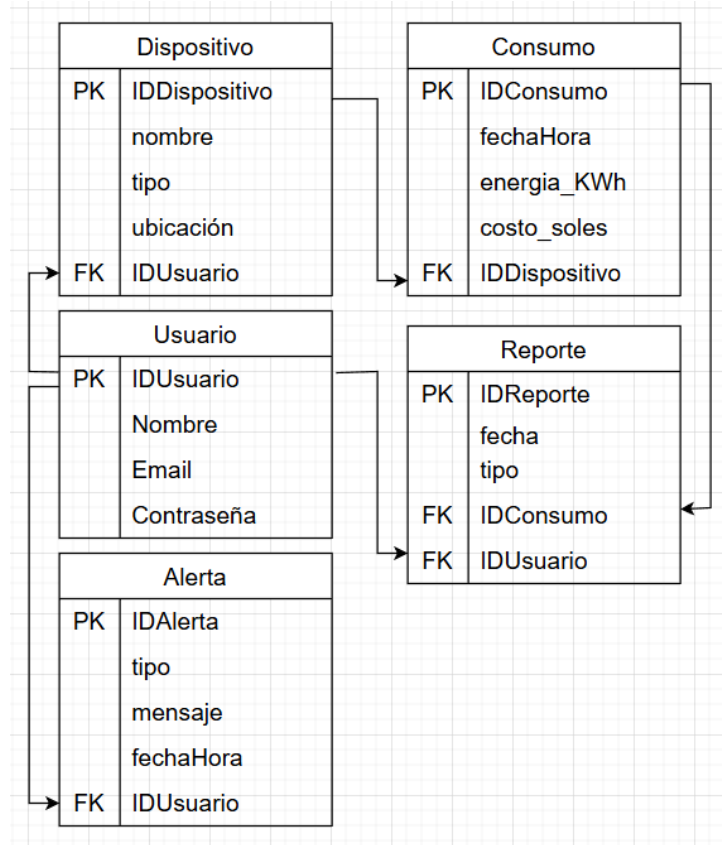 Dispositivo
PK IDDispositivo
nombre
tipo
ubicación
FK IDUsuario
Usuario
PK IDUsuario
Nombre
Email
Contraseña
Alerta
PK IDAlerta
tipo
mensaje
fechaHora
FK IDUsuario
Consumo
PK IDConsumo
fechaHora
energia_KWh
costo_soles
FK IDDispositivo
Reporte
PK IDReporte
fecha
tipo
FK IDConsumo
FK IDUsuario